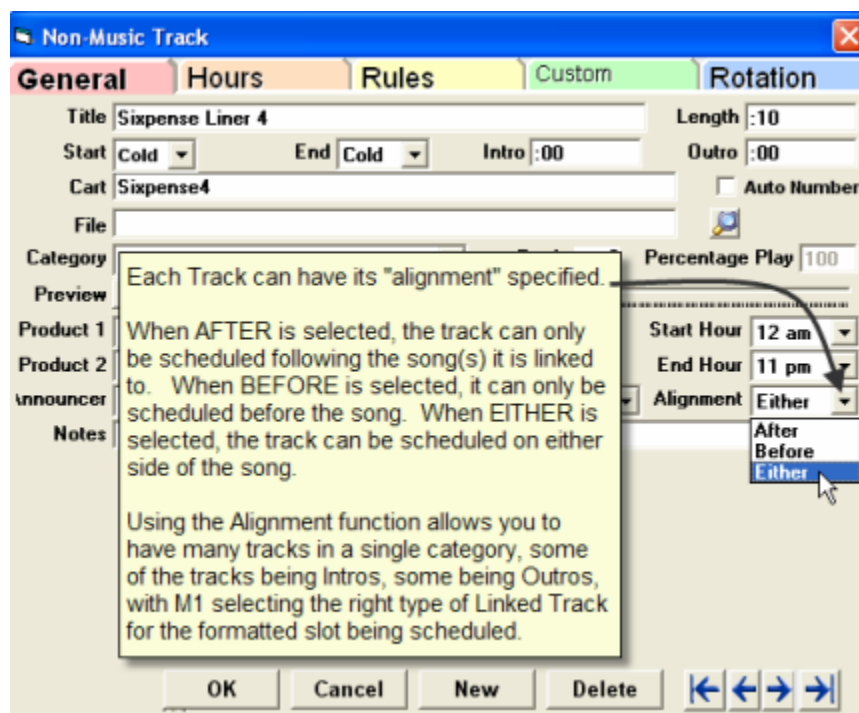 Non-Music Track
General Hours Rules Custom Rotation
Title Sixpense Liner 4 Length :10
Start Cold End Cold Intro :00 Outro :00
Cart Sixpense4 Auto Number
File
Category Percentage Play 100
Preview
Product 1 Start Hour 12 am
Product 2 End Hour 11 pm
nnouncer Alignment Either
Notes
After
Before
Either
Each Track can have its "alignment" specified.
When AFTER is selected, the track can only
be scheduled following the song(s) it is linked
to. When BEFORE is selected, it can only be
scheduled before the song. When EITHER is
selected, the track can be scheduled on either
side of the song.
Using the Alignment function allows you to
have many tracks in a single category, some
of the tracks being Intros, some being Outros,
with M1 selecting the right type of Linked Track
for the formatted slot being scheduled.
OK Cancel New Delete